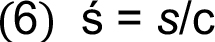 (6) ś = s/c